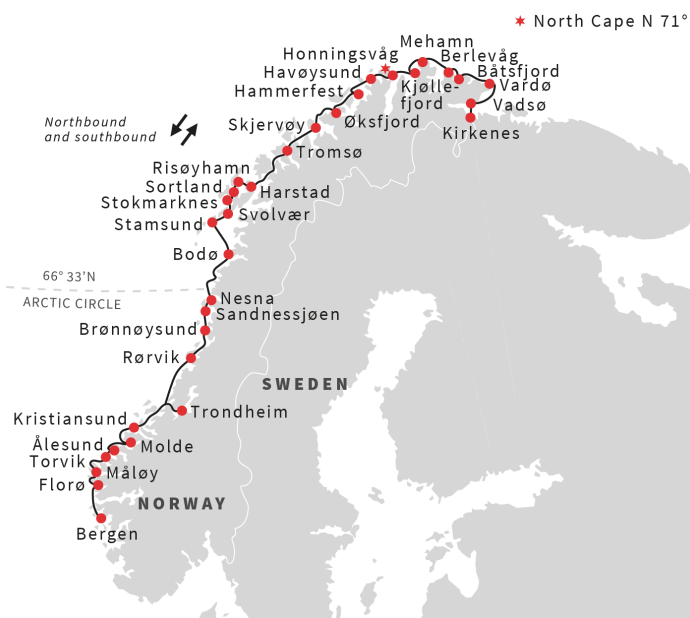 North Cape N 71°
Mehamn
Honningsvåg
Berlevåg
Havøysund
Båtsfjord
Hammerfest
Kjølle-
fjord
Vardø
Vadsø
Northbound
and southbound
Skjervøy
Øksfjord
Kirkenes
Tromsø
Risøyhamn
Sortland
Harstad
Stokmarknes
Svolvær
Stamsund
Bodø
66° 33'N
ARCTIC CIRCLE
Nesna
Sandnessjøen
Brønnøysund
Rørvik
SWEDEN
Kristiansund
Trondheim
Ålesund
Molde
Torvik
Måløy
Florø
NORWAY
Bergen